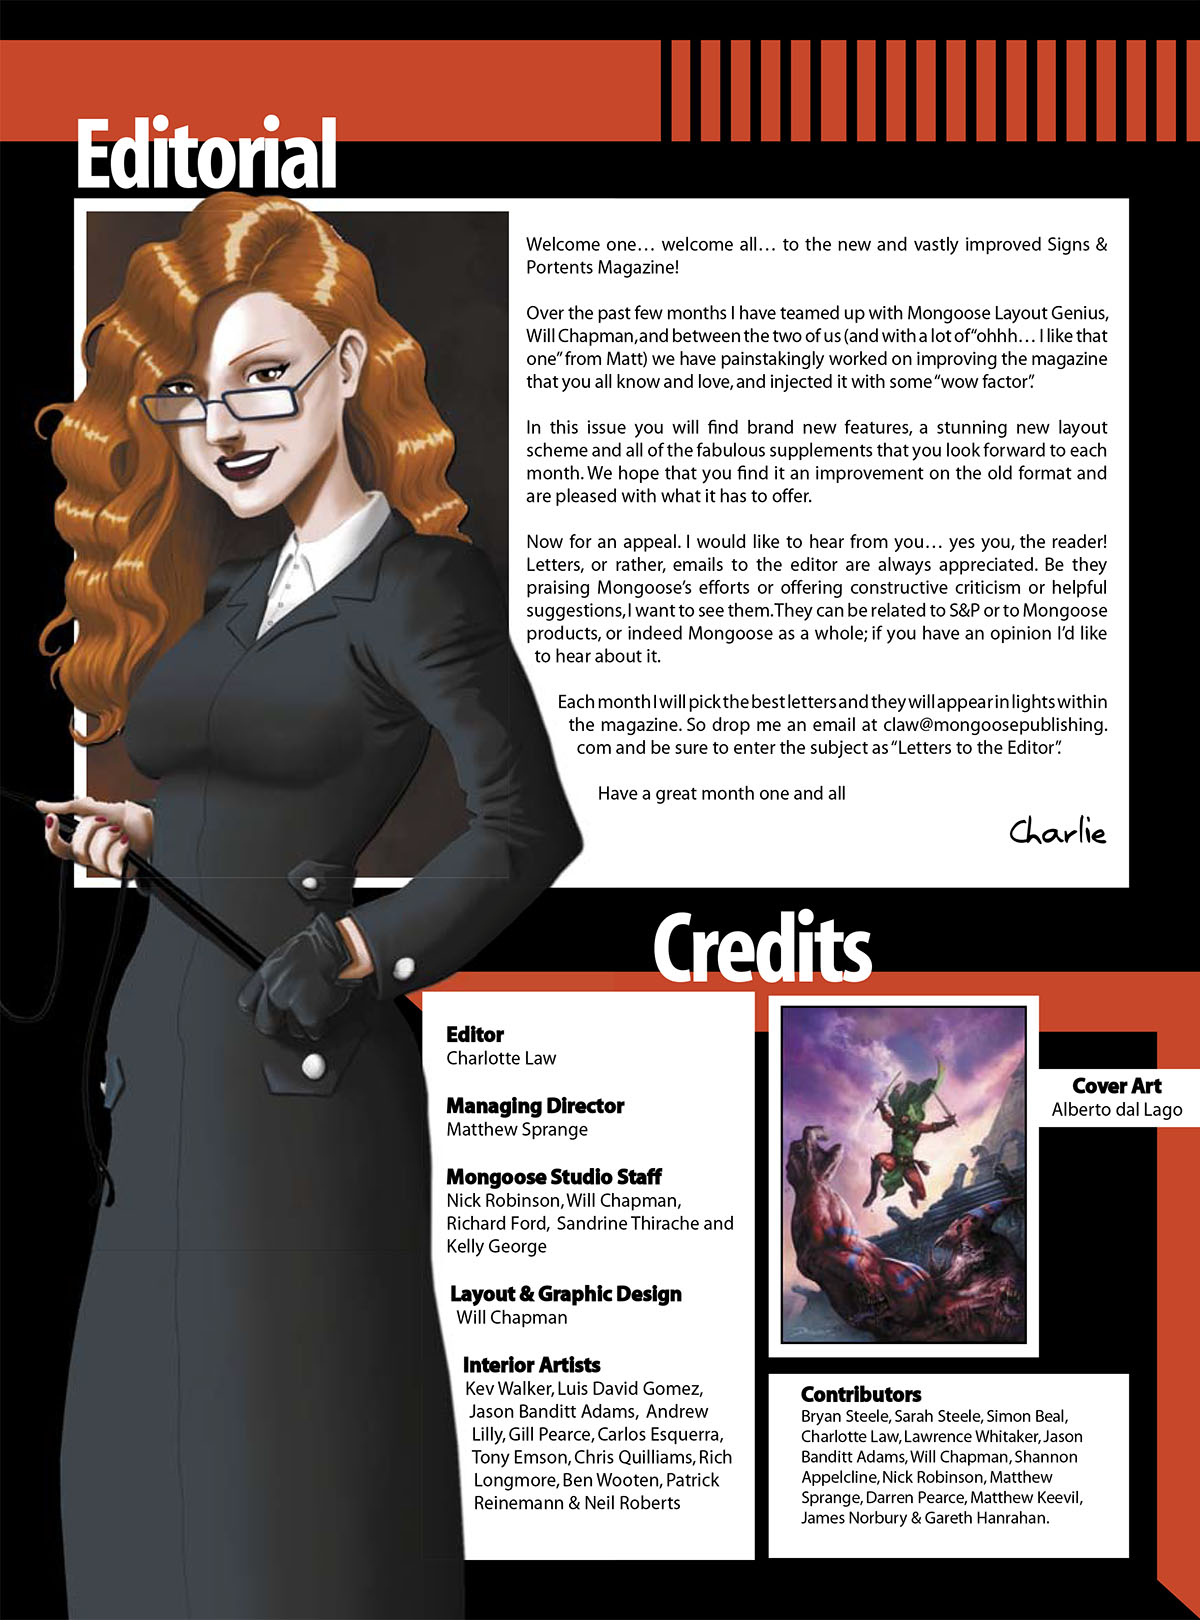 Editorial
Welcome one… welcome all… to the new and vastly improved Signs &
Portents Magazine!
Over the past few months I have teamed up with Mongoose Layout Genius,
Will Chapman, and between the two of us (and with a lot of “ohhh… I like that
one” from Matt) we have painstakingly worked on improving the magazine
that you all know and love, and injected it with some “wow factor”.
In this issue you will find brand new features, a stunning new layout
scheme and all of the fabulous supplements that you look forward to each
month. We hope that you find it an improvement on the old format and
are pleased with what it has to offer.
Now for an appeal. I would like to hear from you… yes you, the reader!
Letters, or rather, emails to the editor are always appreciated. Be they
praising Mongoose’s efforts or offering constructive criticism or helpful
suggestions, I want to see them. They can be related to S&P or to Mongoose
products, or indeed Mongoose as a whole; if you have an opinion I’d like
to hear about it.
Each month I will pick the best letters and they will appear in lights within
the magazine. So drop me an email at claw@mongoosepublishing.
com and be sure to enter the subject as “Letters to the Editor”.
Have a great month one and all
Charlie
Credits
Editor
Charlotte Law
Managing Director
Matthew Sprange
Mongoose Studio Staff
Nick Robinson, Will Chapman,
Richard Ford, Sandrine Thirache and
Kelly George
Layout & Graphic Design
Will Chapman
Interior Artists
Kev Walker, Luis David Gomez,
Jason Banditt Adams, Andrew
Lilly, Gill Pearce, Carlos Esquerra,
Tony Emson, Chris Quilliams, Rich
Longmore, Ben Wooten, Patrick
Reinemann & Neil Roberts
Cover Art
Alberto dal Lago
Contributors
Bryan Steele, Sarah Steele, Simon Beal,
Charlotte Law, Lawrence Whitaker, Jason
Banditt Adams, Will Chapman, Shannon
Appelcline, Nick Robinson, Matthew
Sprange, Darren Pearce, Matthew Keevil,
James Norbury & Gareth Hanrahan.